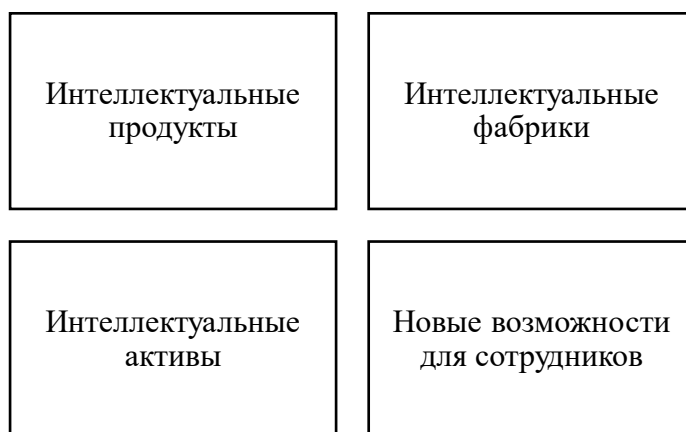 Интеллектуальные
продукты
Интеллектуальные
фабрики
Интеллектуальные
активы
Новые возможности
для сотрудников